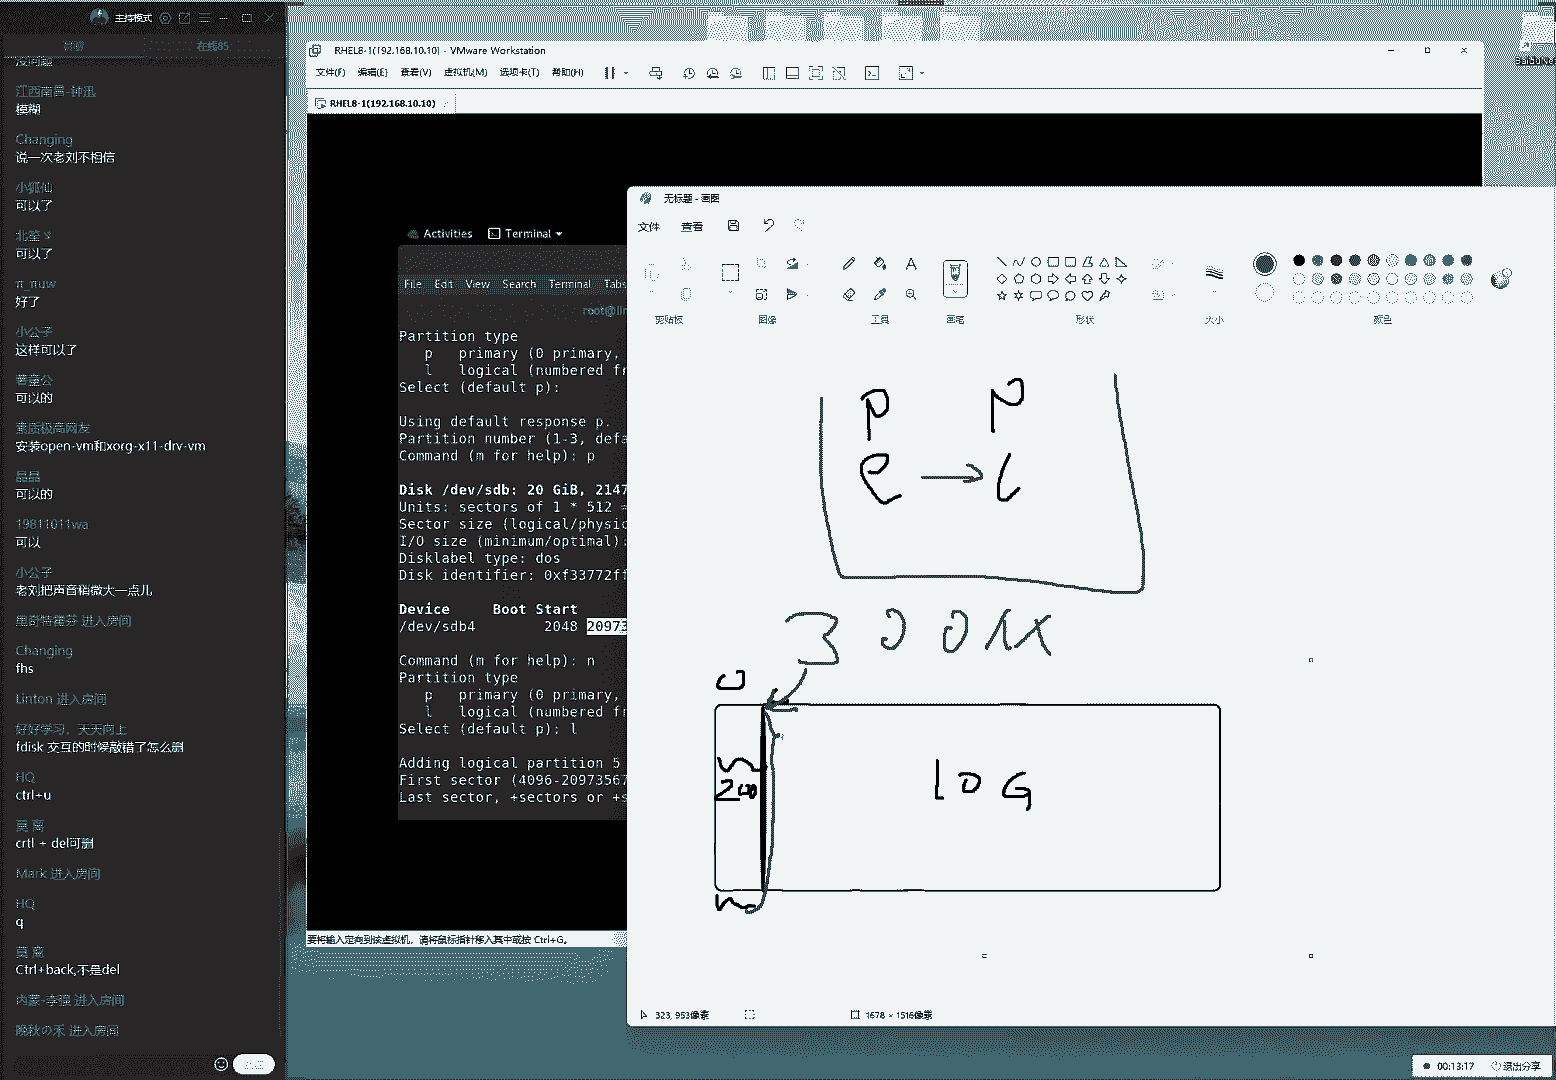 主持模式
在线85
没问题
江西南昌-钟迅
模糊
Changing
说一次老刘不相信
小狐仙
可以了
可以了
n_nuw
好了
小公子
这样可以了
可以的
素质极高网友
安装open-vm和xorg-x11-drv-vm
晶晶
可以的
19811011wa
可以
小公子
老刘把声音稍微大一点儿
里奇特霍芬 进入房间
Changing
fhs
Linton 进入房间
好好学习，天天向上
fdisk 交互的时候敲错了怎么删
HQ
ctrl+u
莫 离
crtl + del可删
Mark 进入房间
HQ
q
莫 离
Ctrl+back,不是del
内蒙-李强 进入房间
晚秋の禾 进入房间
RHEL8-1(192.168.10.10) - VMware Workstation
文件(F) 编辑(E) 查看(V) 虚拟机(M) 选项卡(T) 帮助(H)
RHEL8-1(192.168.10.10)
Activities Terminal
File Edit View Search Terminal Tabs
root@lin
Partition type
p primary (0 primary,
l logical (numbered fr
Select (default p):
Using default response p.
Partition number (1-3, defa
Command (m for help): p
Disk /dev/sdb: 20 GiB, 2147
Units: sectors of 1 * 512 =
Sector size (logical/physic
I/O size (minimum/optimal):
Disklabel type: dos
Disk identifier: 0xf33772ff
Device Boot Start
/dev/sdb4 2048 20973
Command (m for help): n
Partition type
p primary (0 primary,
l logical (numbered fr
Select (default p): l
Adding logical partition 5
First sector (4096-20973567
Last sector, +sectors or +s
要将输入定向到该虚拟机，请将鼠标指针移入其中或按 Ctrl+G。
无标题 - 画图
文件 查看
剪贴板 图像 工具 画笔 形状 大小 颜色
P P
e → l
300
0
200
10G
323, 953像素
1678 × 1516像素
00:13:17 退出分享